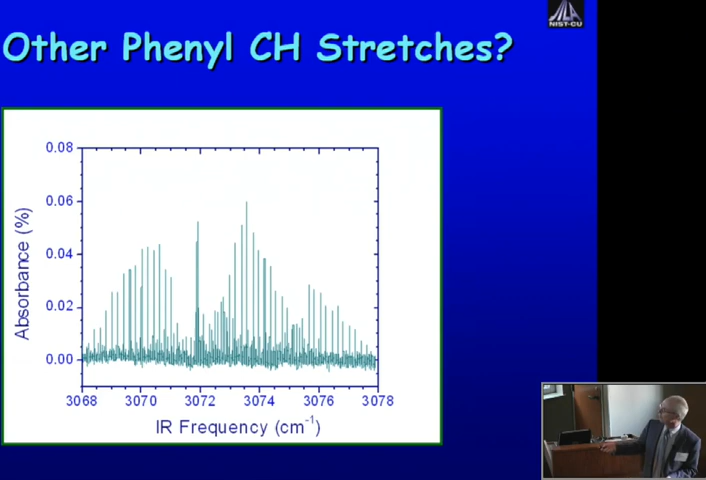 NIST-CU
Other Phenyl CH Stretches?
0.08
0.06
0.04
0.02
0.00
Absorbance (%)
3068 3070 3072 3074 3076 3078
IR Frequency (cm⁻¹)